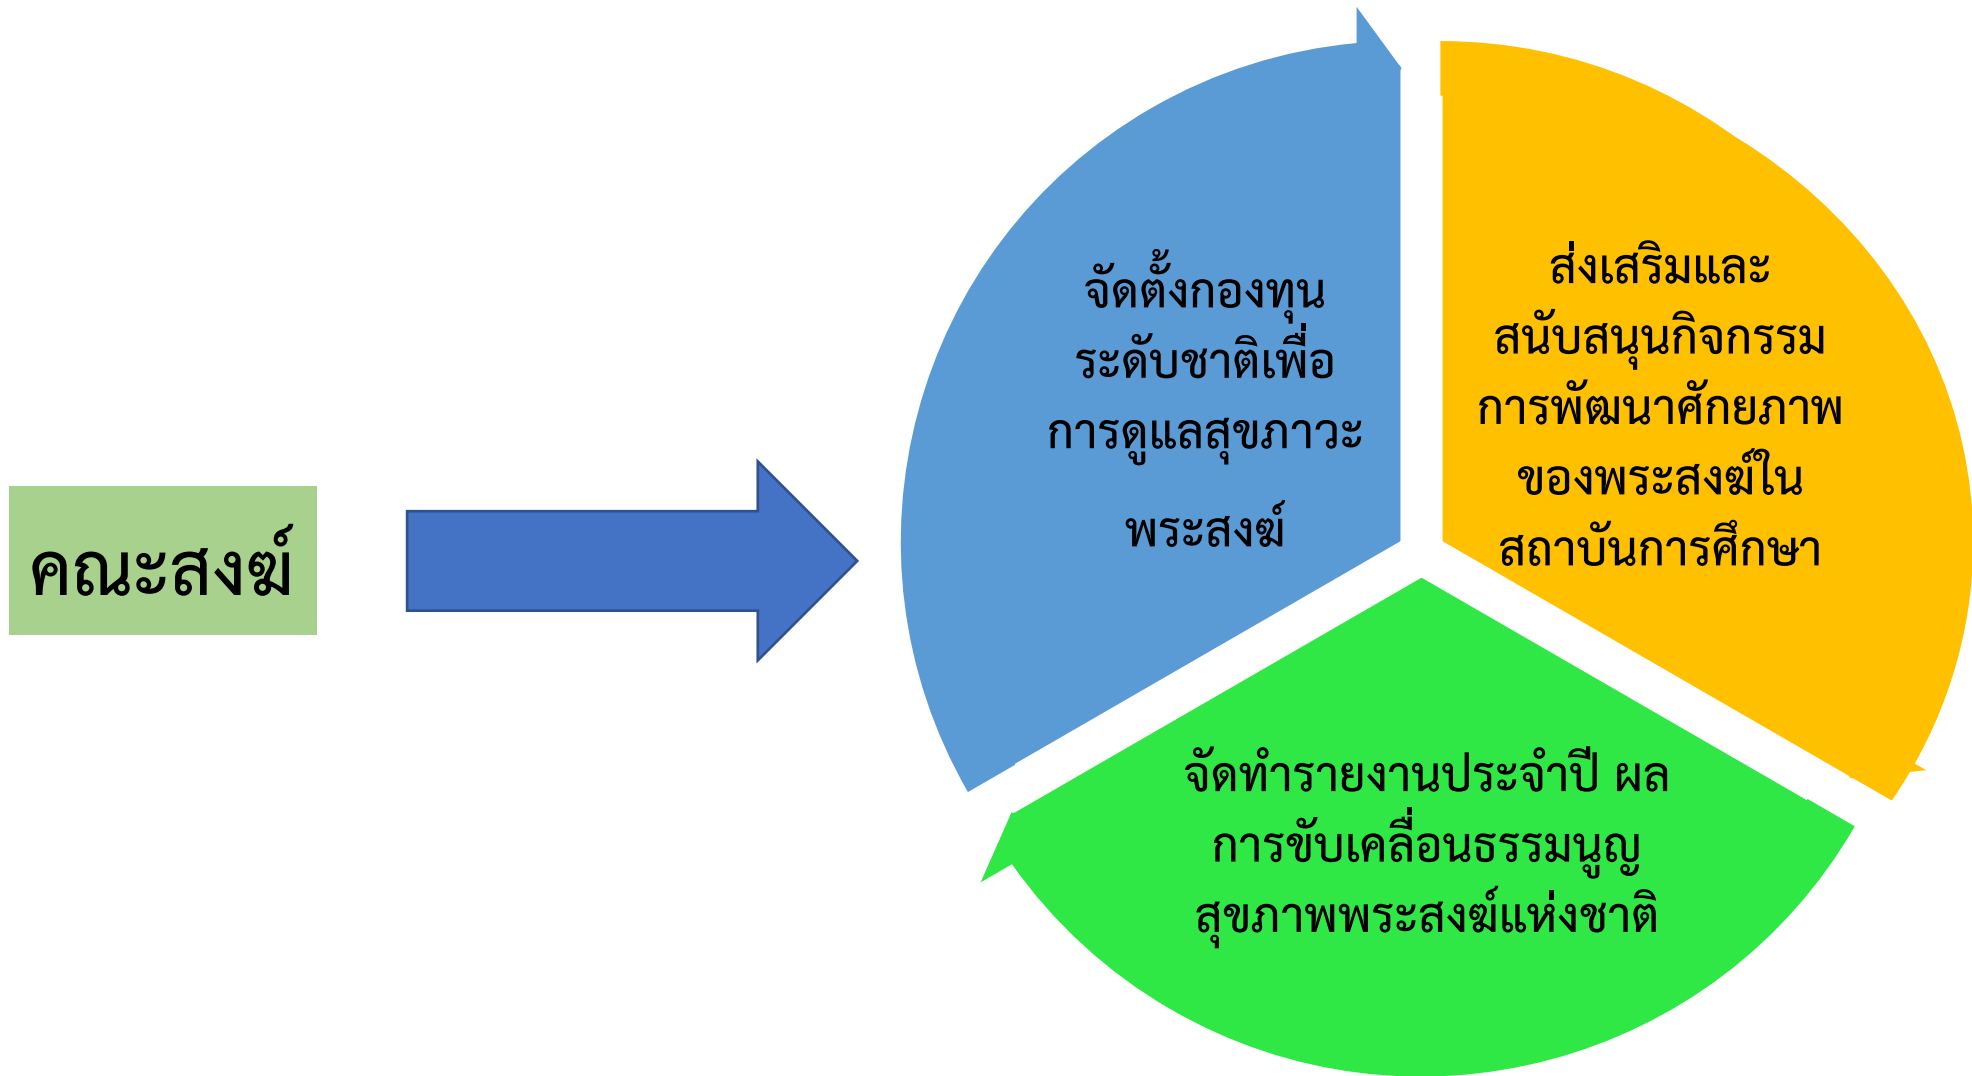 คณะสงฆ์
จัดตั้งกองทุน
ระดับชาติเพื่อ
การดูแลสุขภาวะ
พระสงฆ์
ส่งเสริมและ
สนับสนุนกิจกรรม
การพัฒนาศักยภาพ
ของพระสงฆ์ใน
สถาบันการศึกษา
จัดทำรายงานประจำปี ผล
การขับเคลื่อนธรรมนูญ
สุขภาพพระสงฆ์แห่งชาติ